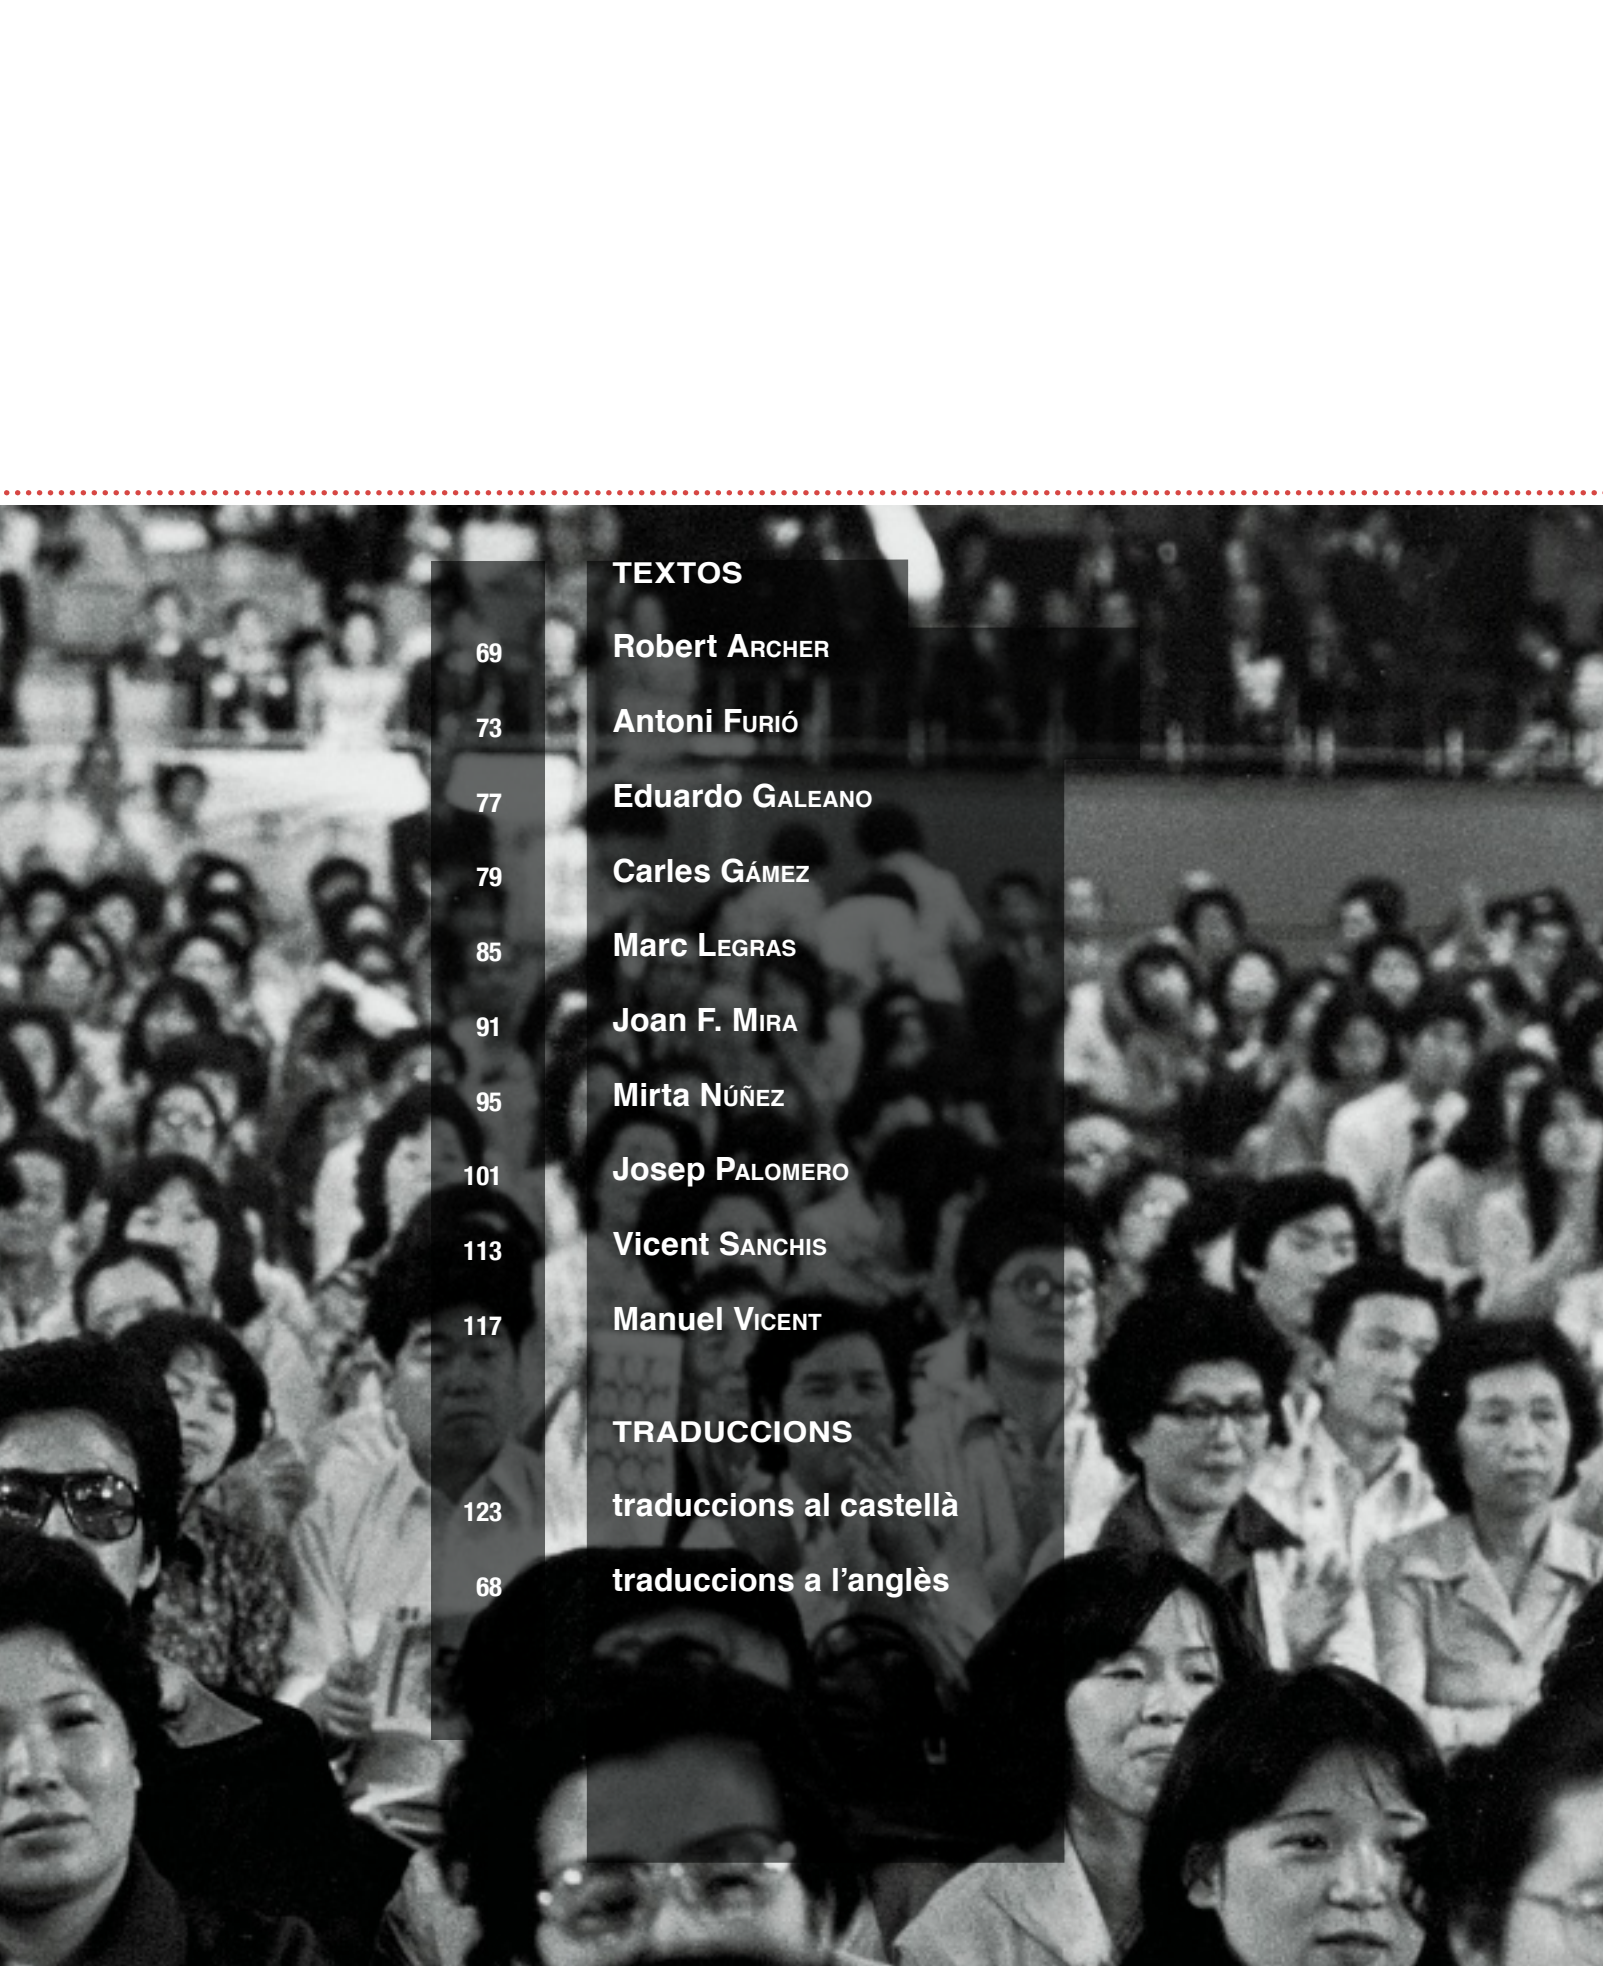 TEXTOS
69 Robert ARCHER
73 Antoni FURIÓ
77 Eduardo GALEANO
79 Carles GÁMEZ
85 Marc LEGRAS
91 Joan F. MIRA
95 Mirta NÚÑEZ
101 Josep PALOMERO
113 Vicent SANCHIS
117 Manuel VICENT
TRADUCCIONS
123 traduccions al castellà
68 traduccions a l’anglès